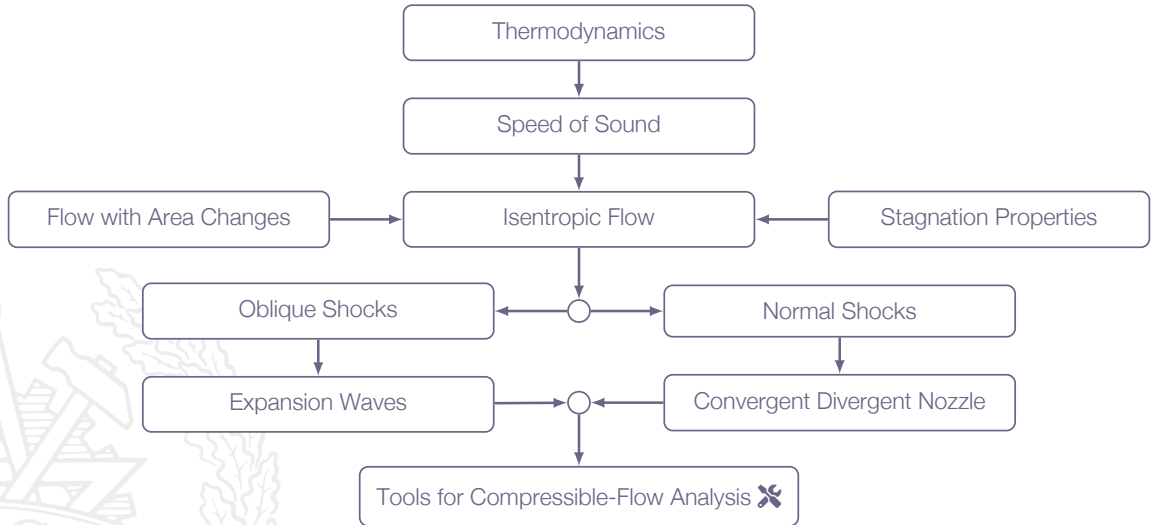 Thermodynamics
Speed of Sound
Flow with Area Changes
Isentropic Flow
Stagnation Properties
Oblique Shocks
Normal Shocks
Expansion Waves
Convergent Divergent Nozzle
Tools for Compressible-Flow Analysis